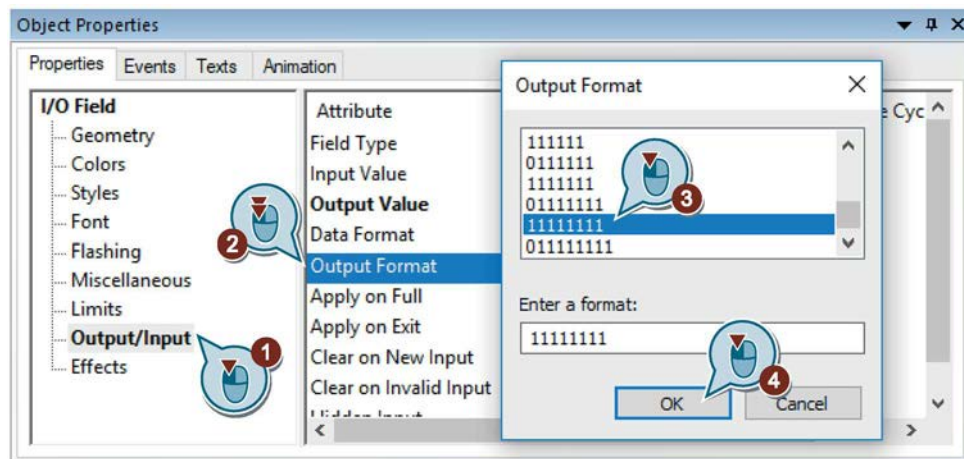 Object Properties
Properties Events Texts Animation
I/O Field
Geometry
Colors
Styles
Font
Flashing
Miscellaneous
Limits
Output/Input
Effects
1
2
Attribute
Field Type
Input Value
Output Value
Data Format
Output Format
Apply on Full
Apply on Exit
Clear on New Input
Clear on Invalid Input
Cyc
Output Format
111111
0111111
1111111
01111111
11111111
011111111
3
Enter a format:
11111111
4
OK Cancel